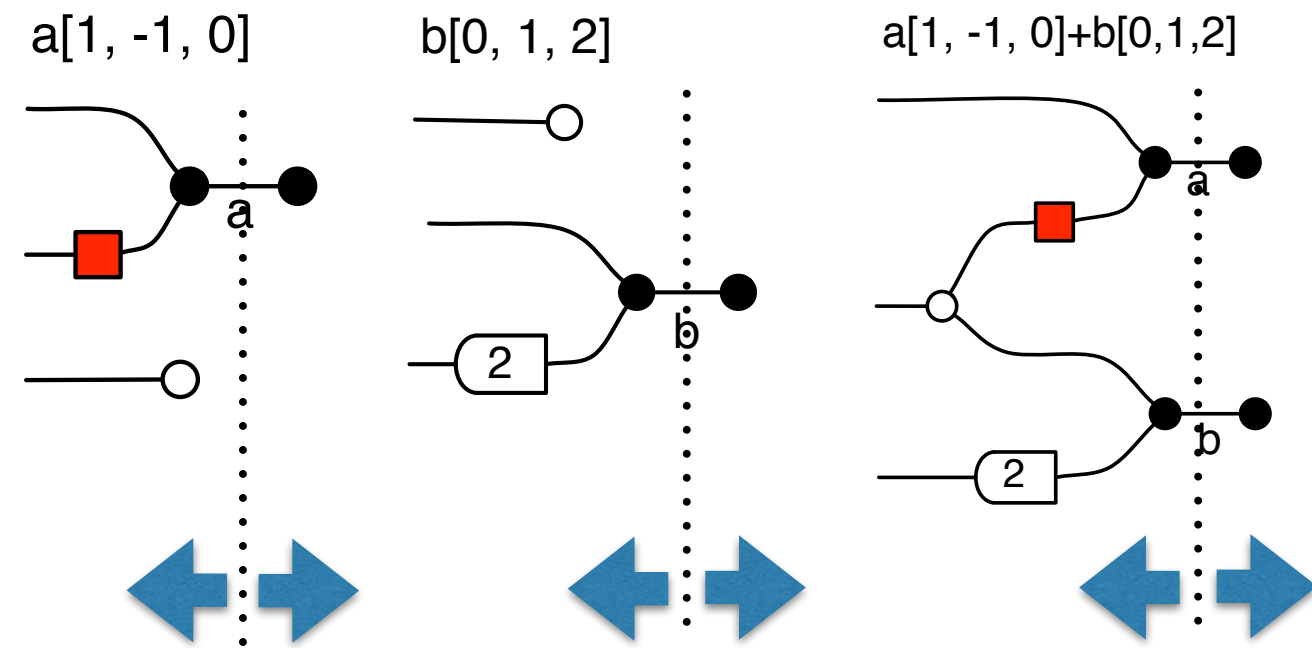 a[1, -1, 0]
b[0, 1, 2]
a[1, -1, 0]+b[0,1,2]
a
b
2
a
b
2